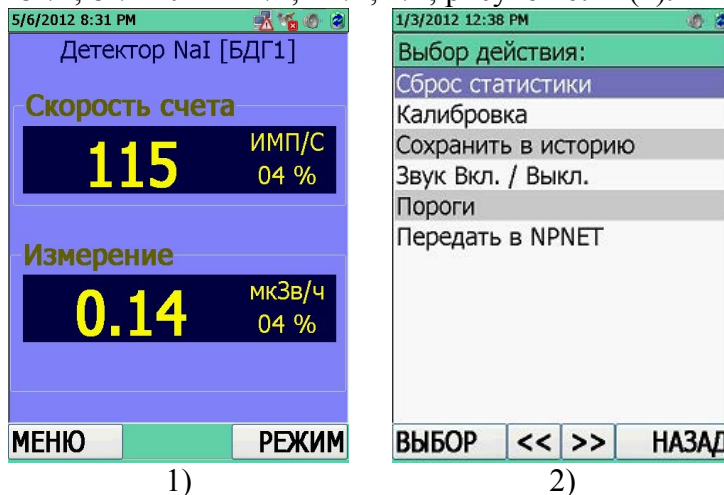 5/6/2012 8:31 PM
Детектор NaI [БДГ1]
Скорость счета
115 ИМП/С
04 %
Измерение
0.14 мкЗв/ч
04 %
МЕНЮ РЕЖИМ
1)
1/3/2012 12:38 PM
Выбор действия:
Сброс статистики
Калибровка
Сохранить в историю
Звук Вкл. / Выкл.
Пороги
Передать в NPNET
ВЫБОР << >> НАЗАД
2)